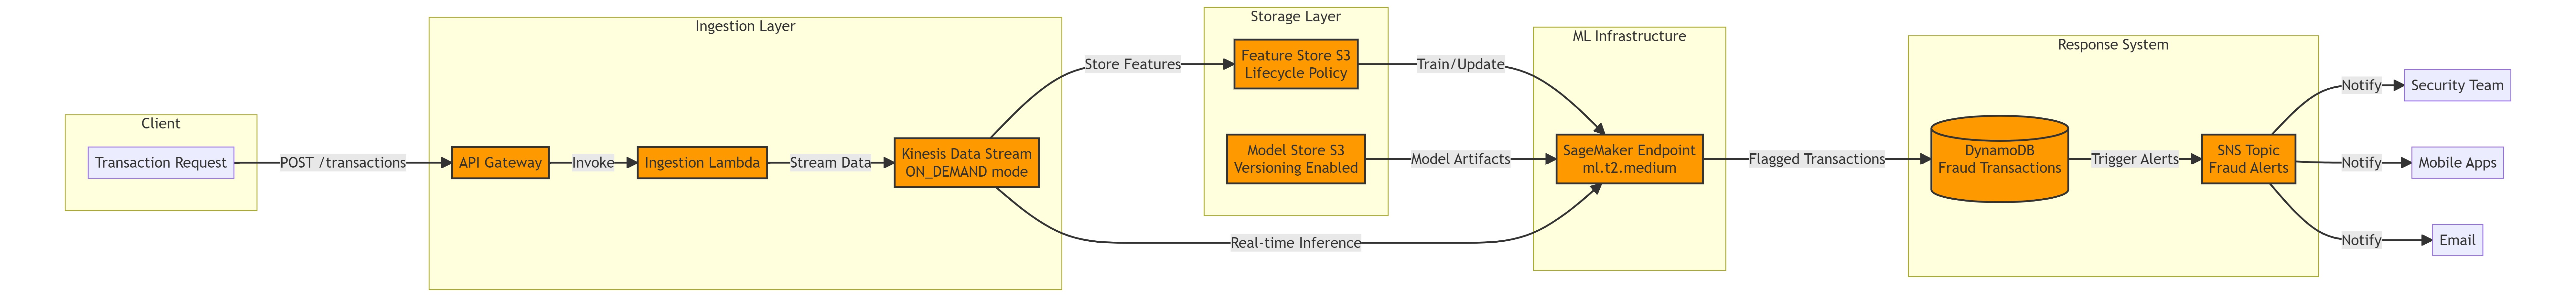 Client
Transaction Request
POST /transactions
Ingestion Layer
API Gateway
Invoke
Ingestion Lambda
Stream Data
Kinesis Data Stream
ON_DEMAND mode
Store Features
Real-time Inference
Storage Layer
Feature Store S3
Lifecycle Policy
Model Store S3
Versioning Enabled
Train/Update
Model Artifacts
ML Infrastructure
SageMaker Endpoint
ml.t2.medium
Flagged Transactions
Response System
DynamoDB
Fraud Transactions
Trigger Alerts
SNS Topic
Fraud Alerts
Notify
Security Team
Notify
Mobile Apps
Notify
Email